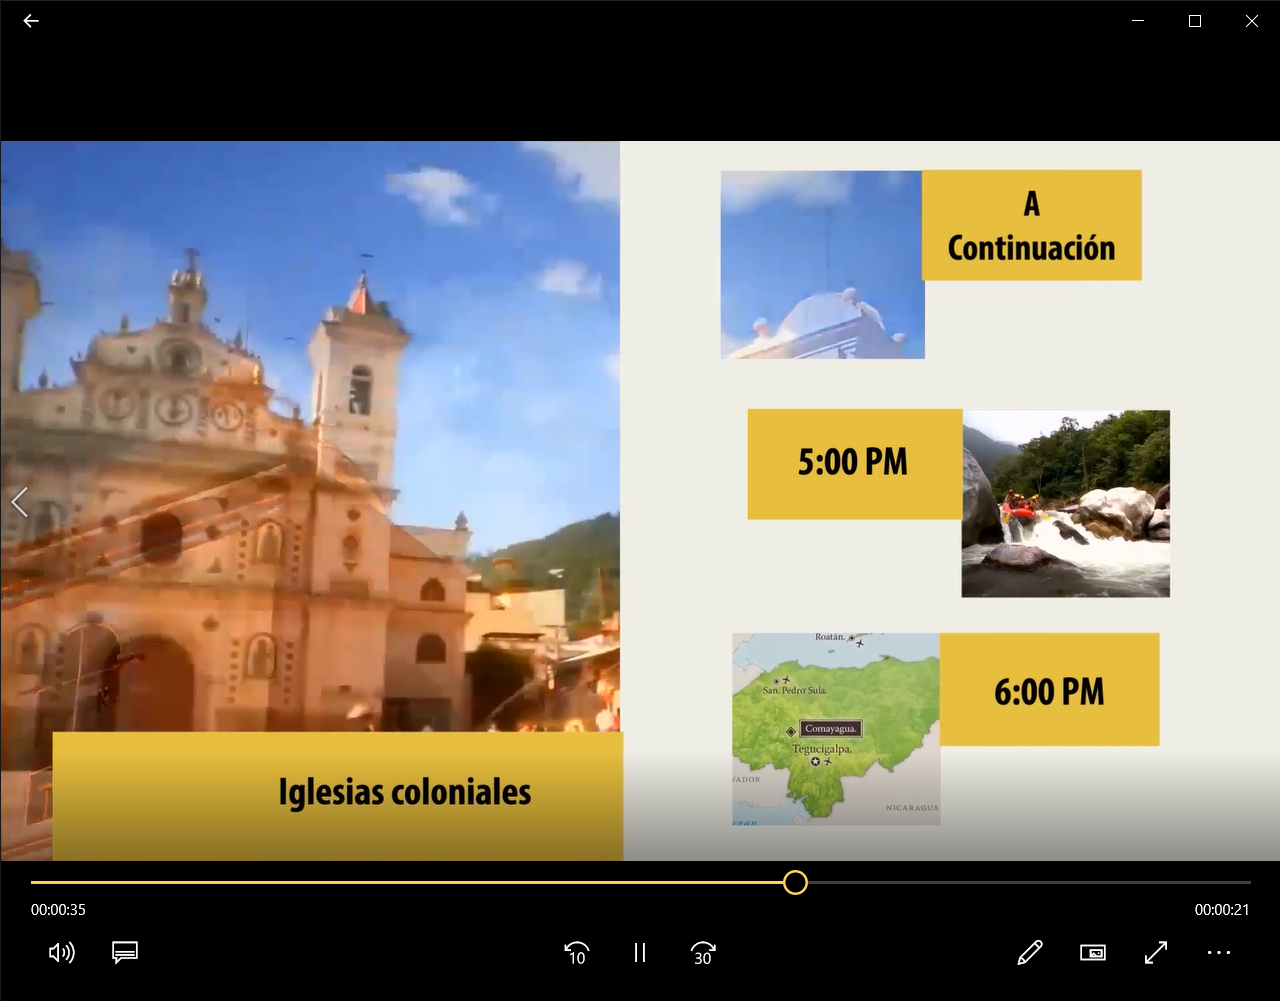 A
Continuación
5:00 PM
Roatán.
San. Pedro Sula.
Comayagua.
Tegucigalpa.
VADOR
NICARAGUA
cean
6:00 PM
Iglesias coloniales
00:00:35
00:00:21
10
30